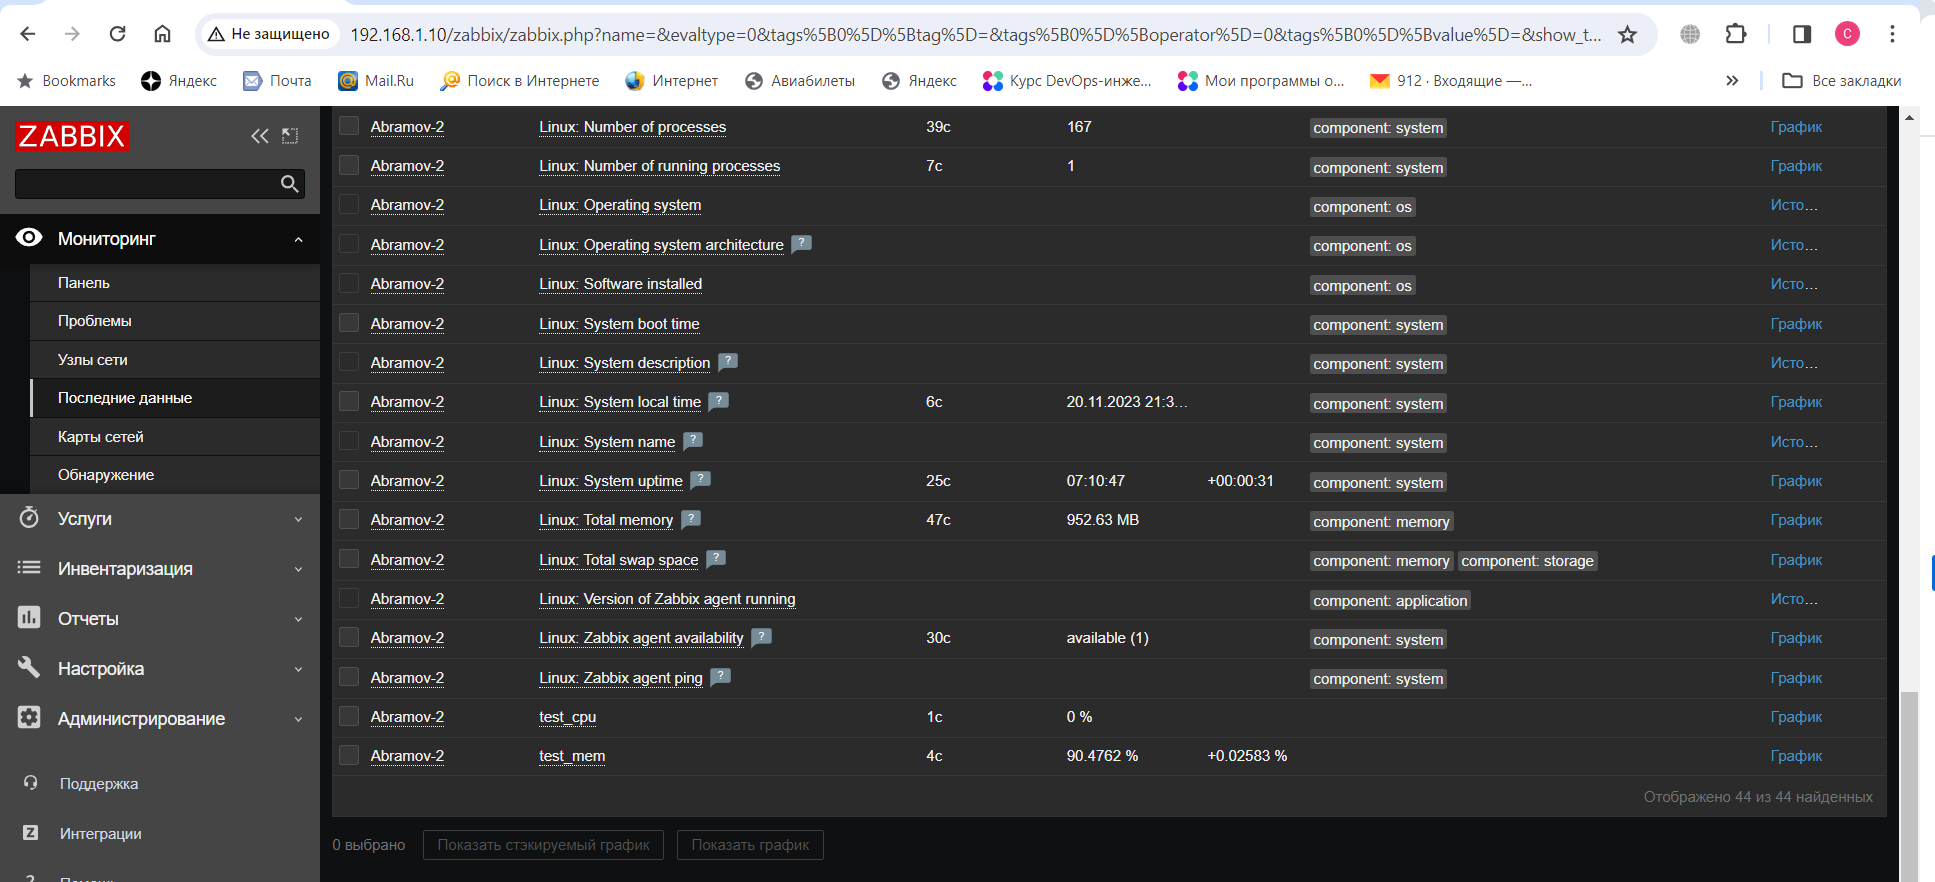 Не защищено 192.168.1.10/zabbix/zabbix.php?name=&evaltype=0&tags%5B0%5D%5Btag%5D=&tags%5B0%5D%5Boperator%5D=0&tags%5B0%5D%5Bvalue%5D=&show_t... C
Bookmarks Яндекс Почта Mail.Ru Поиск в Интернете Интернет Авиабилеты Яндекс Курс DevOps-инже... Мои программы о... 912 · Входящие —... » Все закладки
ZABBIX
Мониторинг
Панель
Проблемы
Узлы сети
Последние данные
Карты сетей
Обнаружение
Услуги
Инвентаризация
Отчеты
Настройка
Администрирование
Поддержка
Z Интеграции
Abramov-2 Linux: Number of processes 39с 167 component: system График
Abramov-2 Linux: Number of running processes 7с 1 component: system График
Abramov-2 Linux: Operating system component: os Исто...
Abramov-2 Linux: Operating system architecture ? component: os Исто...
Abramov-2 Linux: Software installed component: os Исто...
Abramov-2 Linux: System boot time component: system График
Abramov-2 Linux: System description ? component: system Исто...
Abramov-2 Linux: System local time ? 6с 20.11.2023 21:3... component: system График
Abramov-2 Linux: System name ? component: system Исто...
Abramov-2 Linux: System uptime ? 25с 07:10:47 +00:00:31 component: system График
Abramov-2 Linux: Total memory ? 47с 952.63 MB component: memory График
Abramov-2 Linux: Total swap space ? component: memory component: storage График
Abramov-2 Linux: Version of Zabbix agent running component: application Исто...
Abramov-2 Linux: Zabbix agent availability ? 30с available (1) component: system График
Abramov-2 Linux: Zabbix agent ping ? component: system График
Abramov-2 test_cpu 1с 0 % График
Abramov-2 test_mem 4с 90.4762 % +0.02583 % График
Отображено 44 из 44 найденных
0 выбрано Показать стэкируемый график Показать график